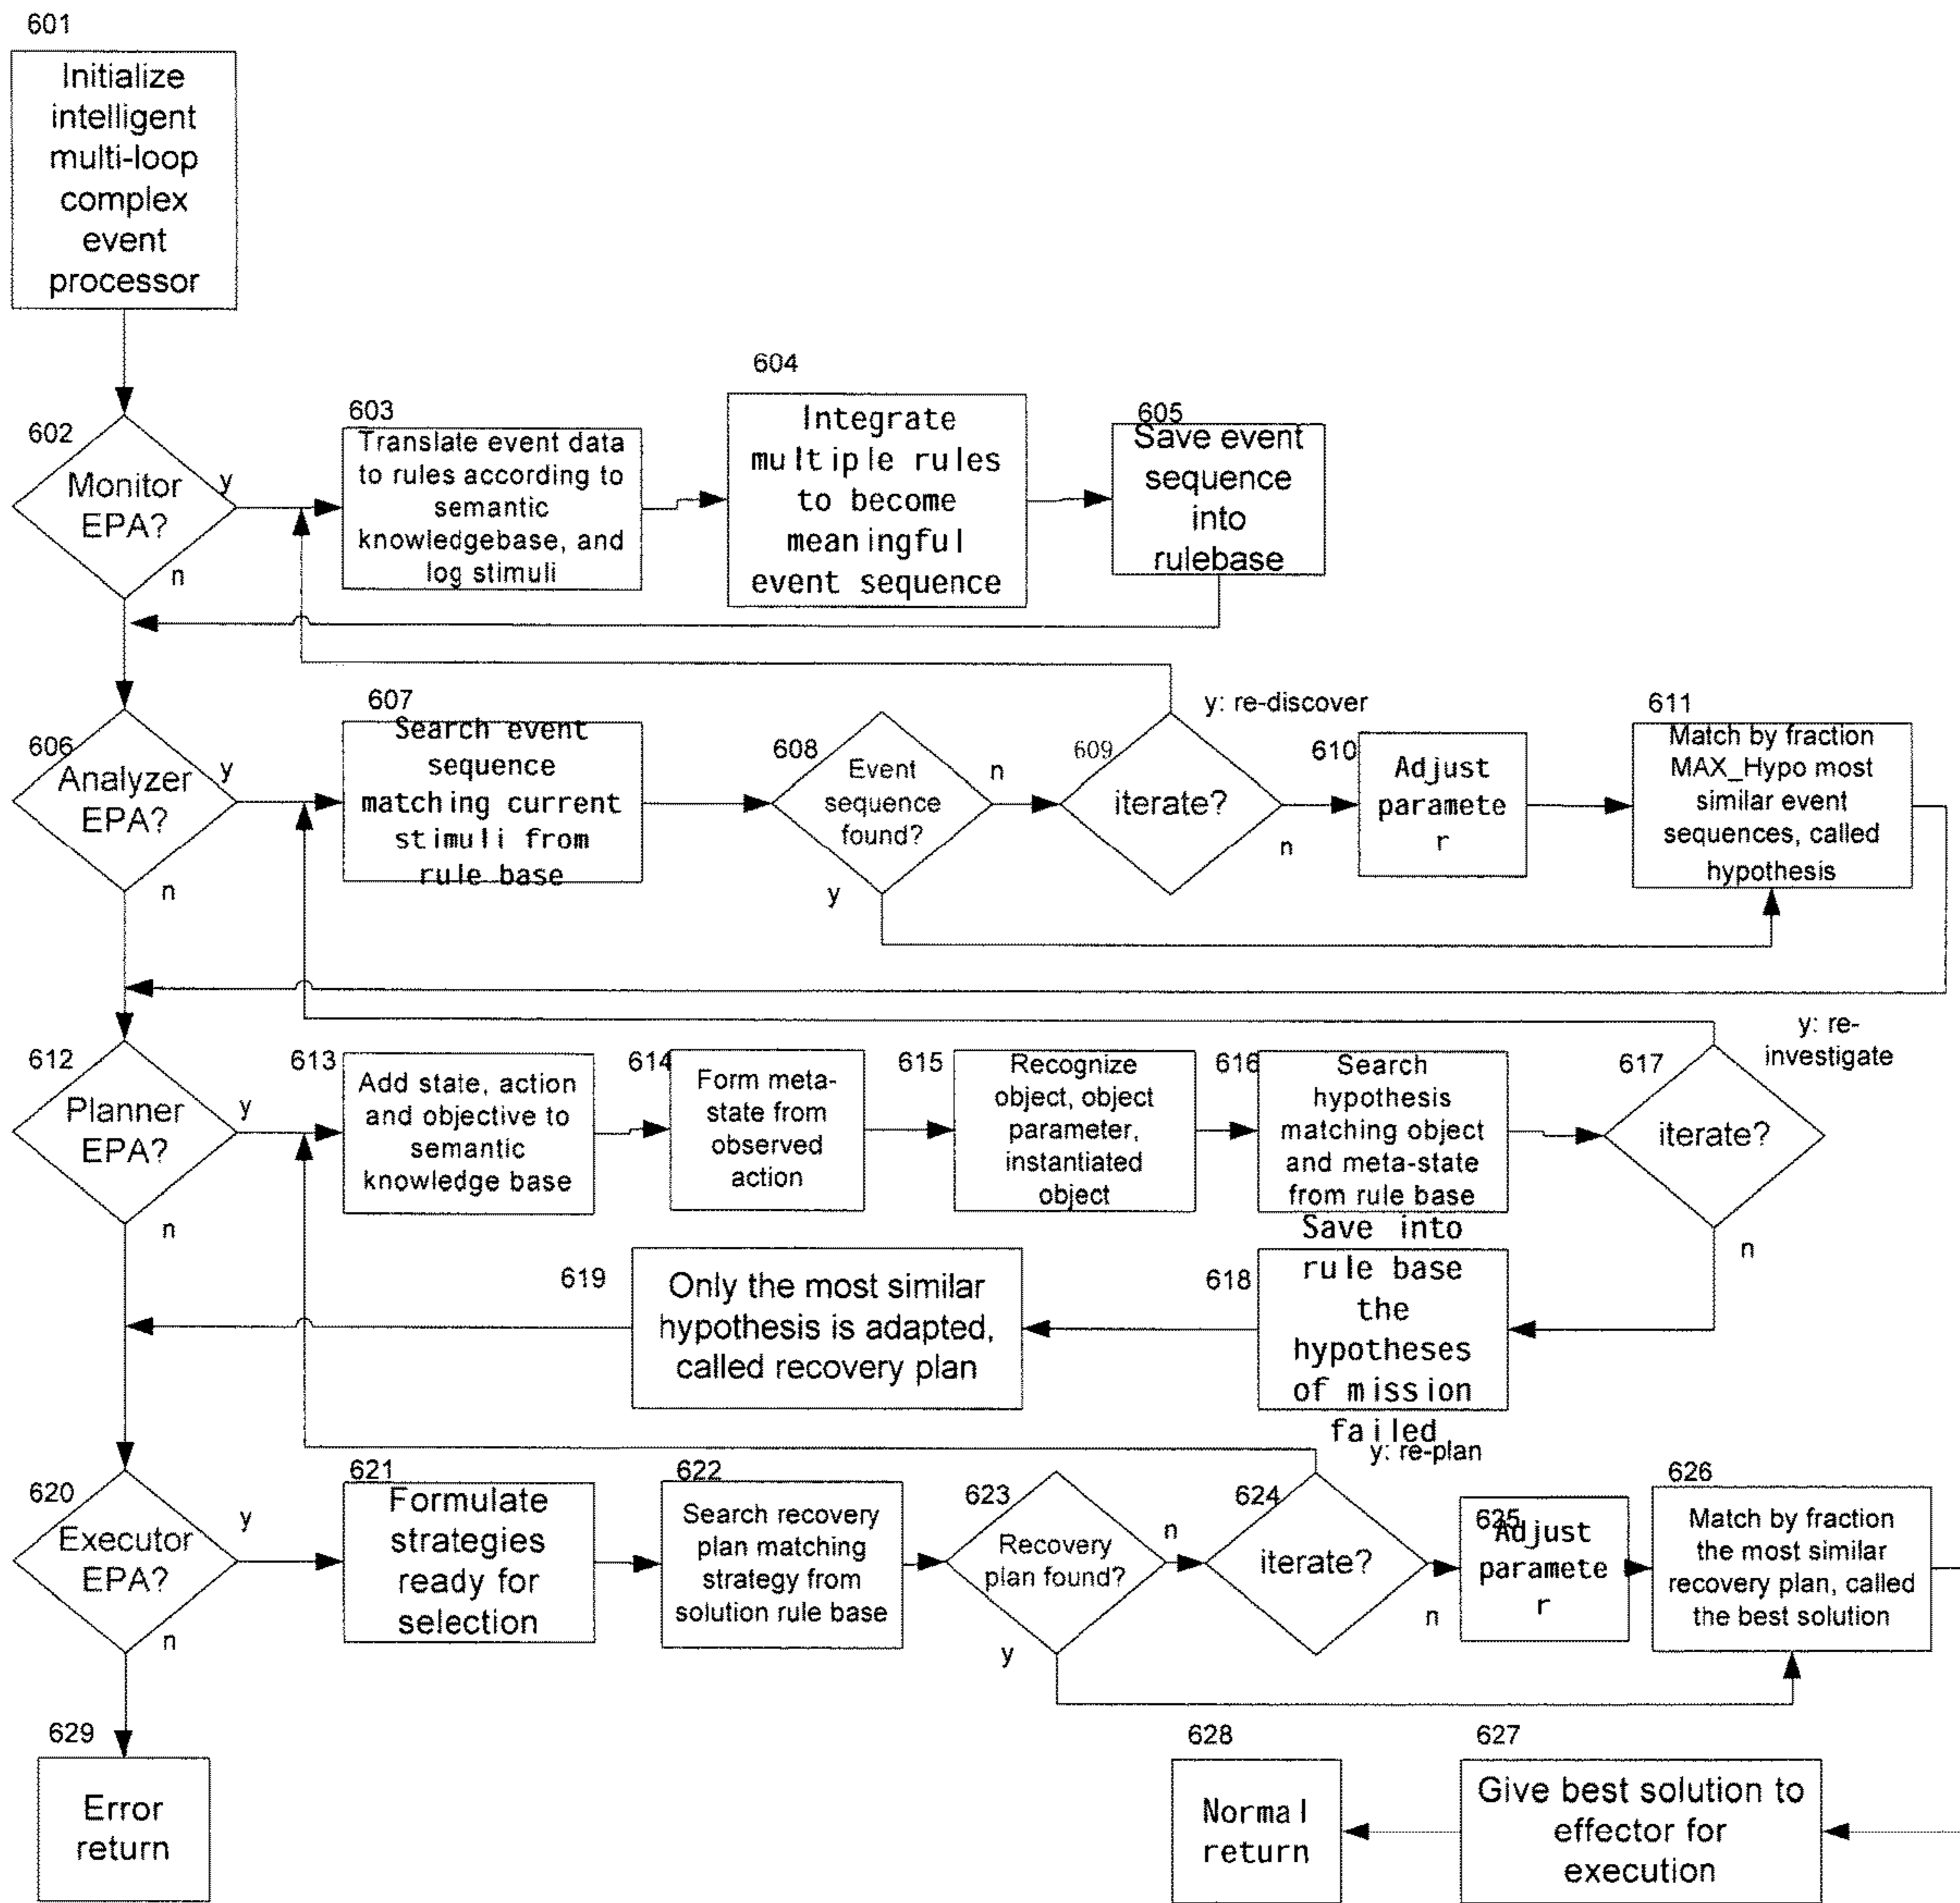 601
Initialize
intelligent
multi-loop
complex
event
processor
602
Monitor
EPA?
y
n
603
Translate event data
to rules according to
semantic
knowledgebase, and
log stimuli
604
Integrate
multiple rules
to become
meaningful
event sequence
605
Save event
sequence
into
rulebase
606
Analyzer
EPA?
y
n
607
Search event
sequence
matching current
stimuli from
rule base
608
Event
sequence
found?
n
y
609
iterate?
y: re-discover
n
610
Adjust
paramete
r
611
Match by fraction
MAX_Hypo most
similar event
sequences, called
hypothesis
612
Planner
EPA?
y
n
613
Add state, action
and objective to
semantic
knowledge base
614
Form meta-
state from
observed
action
615
Recognize
object, object
parameter,
instantiated
object
616
Search
hypothesis
matching object
and meta-state
from rule base
617
iterate?
y: re-
investigate
n
618
Save into
rule base
the
hypotheses
of mission
failed
619
Only the most similar
hypothesis is adapted,
called recovery plan
620
Executor
EPA?
y
n
621
Formulate
strategies
ready for
selection
622
Search recovery
plan matching
strategy from
solution rule base
623
Recovery
plan found?
n
y
624
iterate?
y: re-plan
n
625
Adjust
paramete
r
626
Match by fraction
the most similar
recovery plan, called
the best solution
629
Error
return
628
Normal
return
627
Give best solution to
effector for
execution